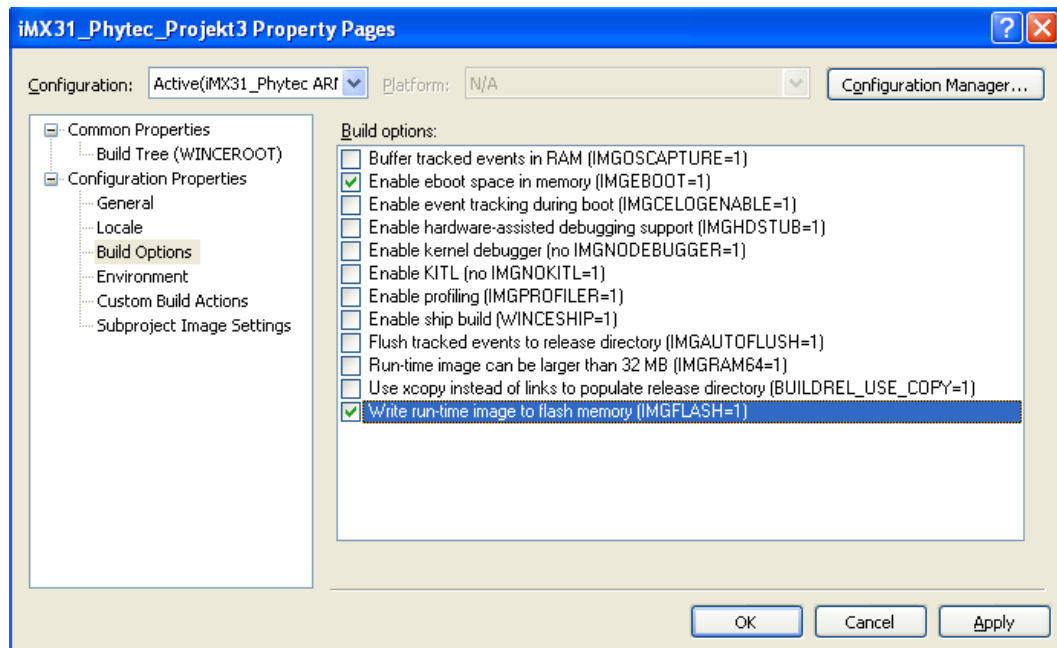 iMX31_Phytec_Projekt3 Property Pages
Configuration: Active(iMX31_Phytec ARI Platform: N/A Configuration Manager...
Common Properties
Build Tree (WINCEROOT)
Configuration Properties
General
Locale
Build Options
Environment
Custom Build Actions
Subproject Image Settings
Build options:
Buffer tracked events in RAM (IMGOSCAPTURE=1)
Enable eboot space in memory (IMGEBOOT=1)
Enable event tracking during boot (IMGCELOGENABLE=1)
Enable hardware-assisted debugging support (IMGHDSTUB=1)
Enable kernel debugger (no IMGNODEBUGGER=1)
Enable KITL (no IMGNOKITL=1)
Enable profiling (IMGPROFILER=1)
Enable ship build (WINCESHIP=1)
Flush tracked events to release directory (IMGAUTOFLUSH=1)
Run-time image can be larger than 32 MB (IMGRAM64=1)
Use xcopy instead of links to populate release directory (BUILDREL_USE_COPY=1)
Write run-time image to flash memory (IMGFLASH=1)
OK Cancel Apply